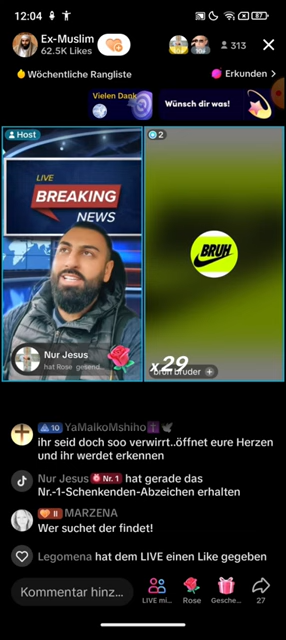 12:04
87
Ex-Muslim
62.5K Likes
313
Wöchentliche Rangliste
Erkunden >
Vielen Dank
Wünsch dir was!
Host
2
LIVE
BREAKING
NEWS
BRUH
Nur Jesus
hat Rose gesend...
x29
bruh bruder +
10 YaMalkoMshiho
ihr seid doch soo verwirrt..öffnet eure Herzen
und ihr werdet erkennen
Nur Jesus Nr. 1 hat gerade das
Nr.-1-Schenkenden-Abzeichen erhalten
II MARZENA
Wer suchet der findet!
Legomena hat dem LIVE einen Like gegeben
Kommentar hinz...
LIVE mi...
Rose
Gesche...
27